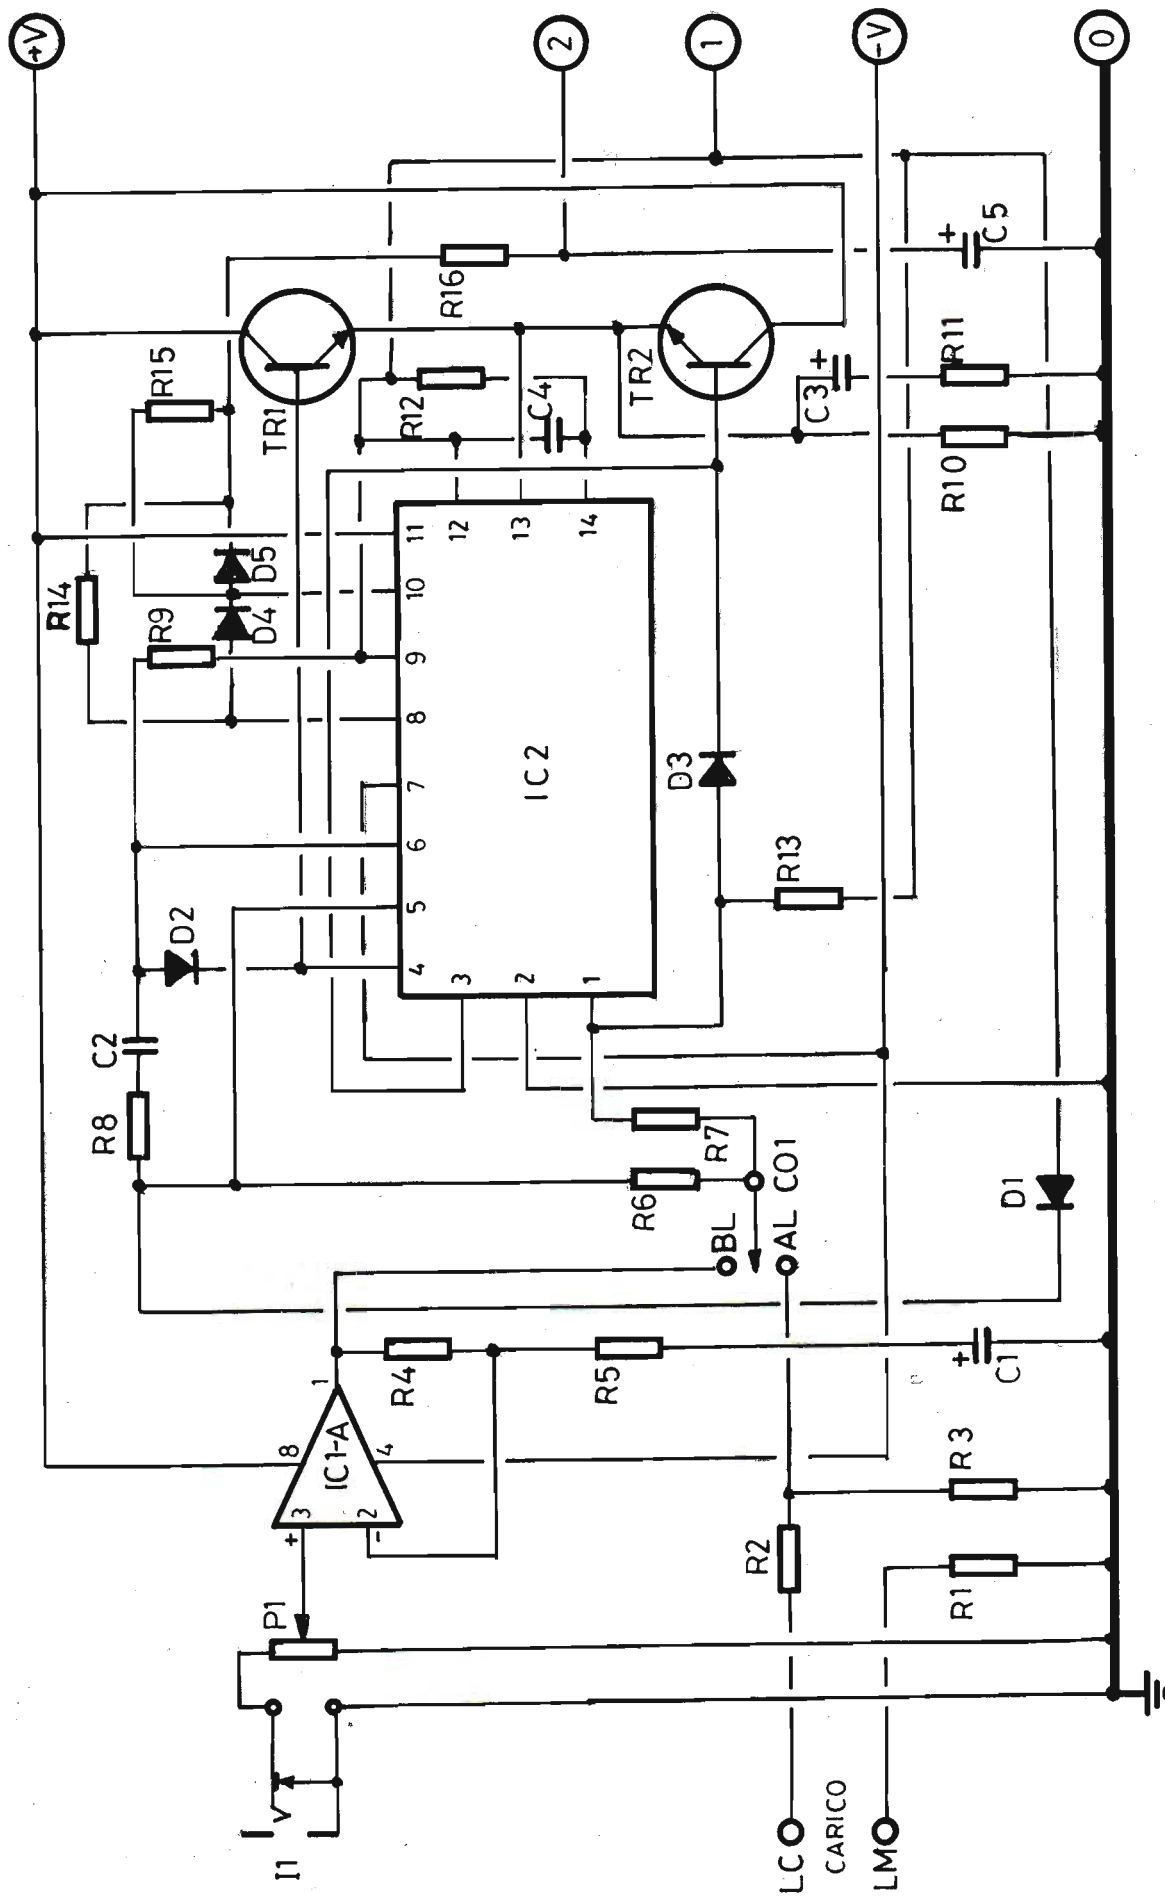 +V
2
1
-V
0
R16
C5
R15
TR1
R12
C4
TR2
C3
+
R11
R10
+
R14
D5
D4
R9
11
10
9
8
7
6
5
4
12
13
14
IC2
3
2
1
D3
R13
D2
C2
R8
R7
R6
CO1
BL
AL
D1
1
R4
R5
+
C1
8
IC1-A
4
3
2
+
-
R3
R2
R1
P1
I1
V
LC
CARICO
LM